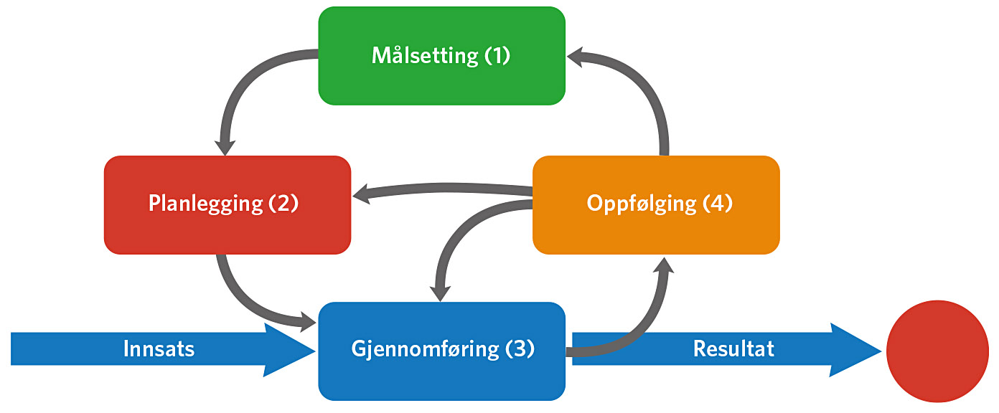 Målsetting (1)
Planlegging (2)
Oppfølging (4)
Innsats
Gjennomføring (3)
Resultat